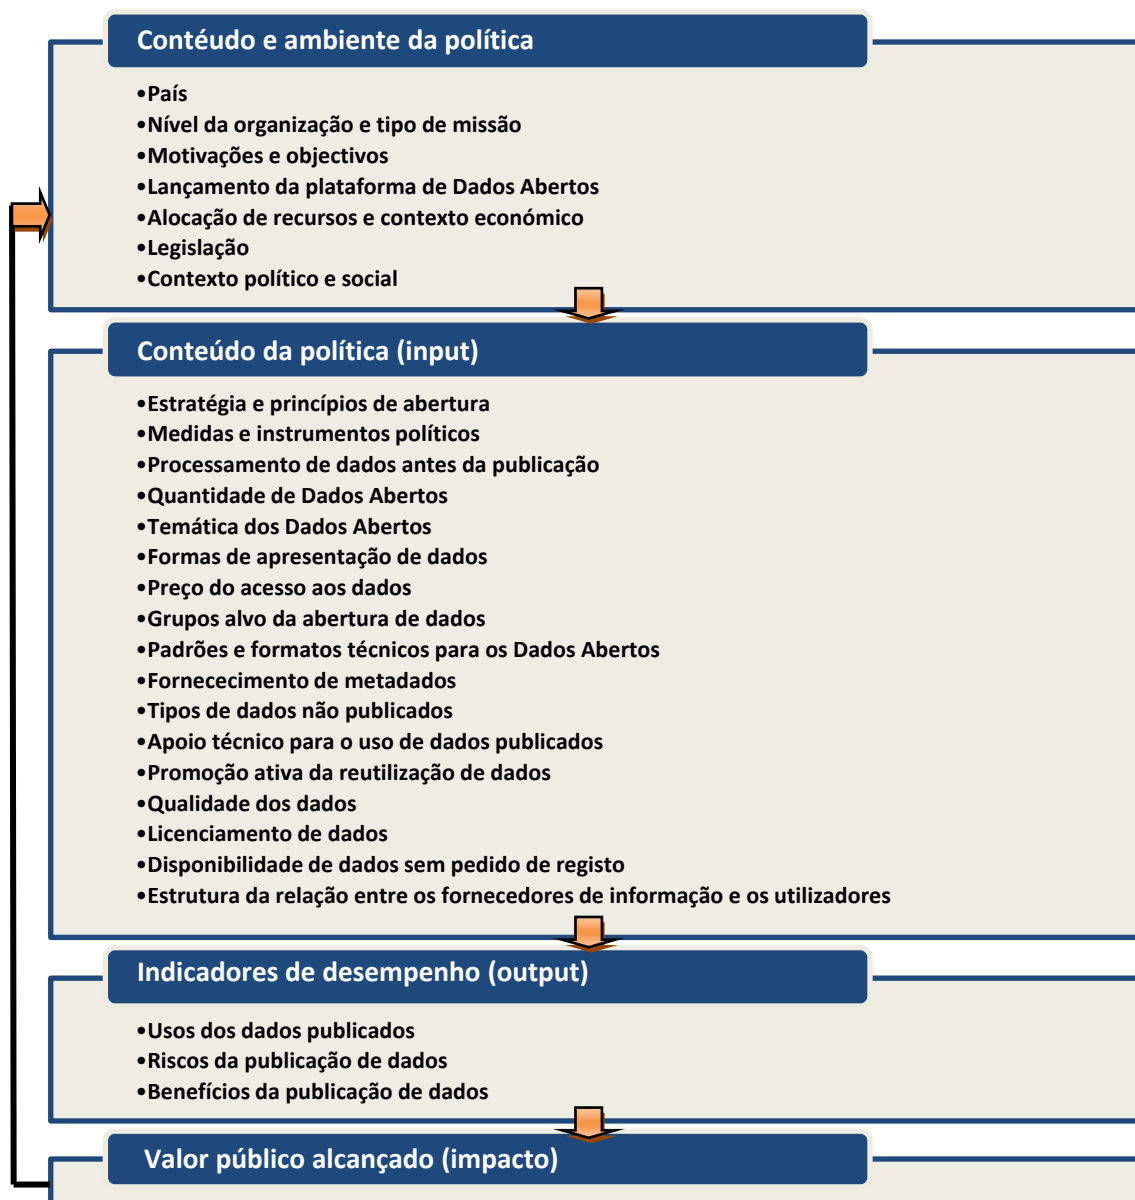 Contéudo e ambiente da política
•País
•Nível da organização e tipo de missão
•Motivações e objectivos
•Lançamento da plataforma de Dados Abertos
•Alocação de recursos e contexto económico
•Legislação
•Contexto político e social
Conteúdo da política (input)
•Estratégia e princípios de abertura
•Medidas e instrumentos políticos
•Processamento de dados antes da publicação
•Quantidade de Dados Abertos
•Temática dos Dados Abertos
•Formas de apresentação de dados
•Preço do acesso aos dados
•Grupos alvo da abertura de dados
•Padrões e formatos técnicos para os Dados Abertos
•Fornececimento de metadados
•Tipos de dados não publicados
•Apoio técnico para o uso de dados publicados
•Promoção ativa da reutilização de dados
•Qualidade dos dados
•Licenciamento de dados
•Disponibilidade de dados sem pedido de registo
•Estrutura da relação entre os fornecedores de informação e os utilizadores
Indicadores de desempenho (output)
•Usos dos dados publicados
•Riscos da publicação de dados
•Benefícios da publicação de dados
Valor público alcançado (impacto)